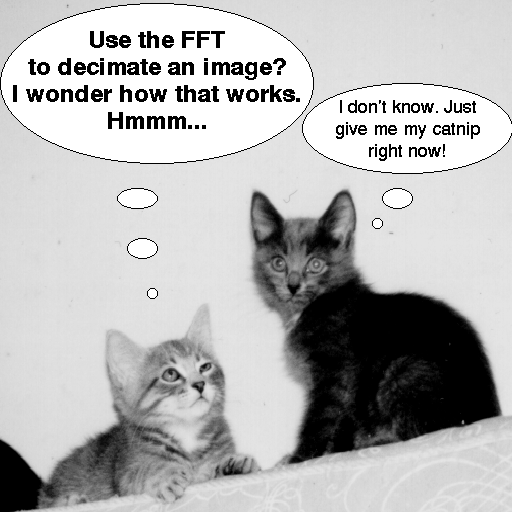 Use the FFT
to decimate an image?
I wonder how that works.
Hmmm...
I don't know. Just
give me my catnip
right now!